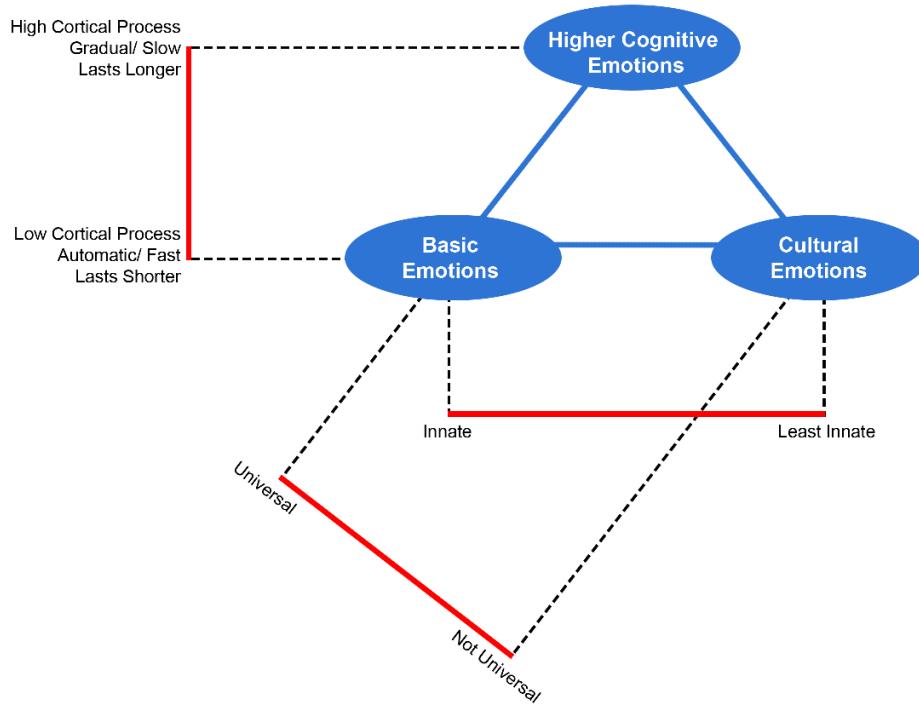 High Cortical Process
Gradual/ Slow
Lasts Longer
Higher Cognitive
Emotions
Low Cortical Process
Automatic/ Fast
Lasts Shorter
Basic
Emotions
Cultural
Emotions
Innate
Least Innate
Universal
Not Universal